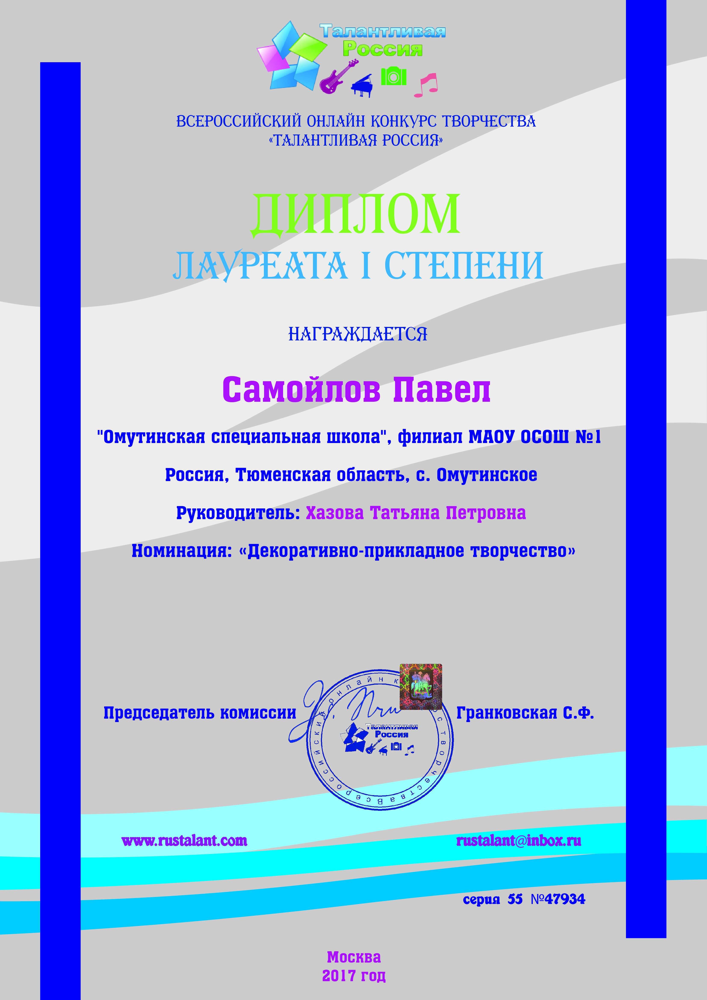 Талантливая
Россия
ВСЕРОССИЙСКИЙ ОНЛАЙН КОНКУРС ТВОРЧЕСТВА
«ТАЛАНТЛИВАЯ РОССИЯ»
ДИПЛОМ
ЛАУРЕАТА I СТЕПЕНИ
НАГРАЖДАЕТСЯ
Самойлов Павел
"Омутинская специальная школа", филиал МАОУ ОСОШ №1
Россия, Тюменская область, с. Омутинское
Руководитель: Хазова Татьяна Петровна
Номинация: «Декоративно-прикладное творчество»
Председатель комиссии
Всероссийский онлайн творчества
Талантливая
Россия
Гранковская С.Ф.
www.rustalant.com
rustalant@inbox.ru
серия 55 №47934
Москва
2017 год